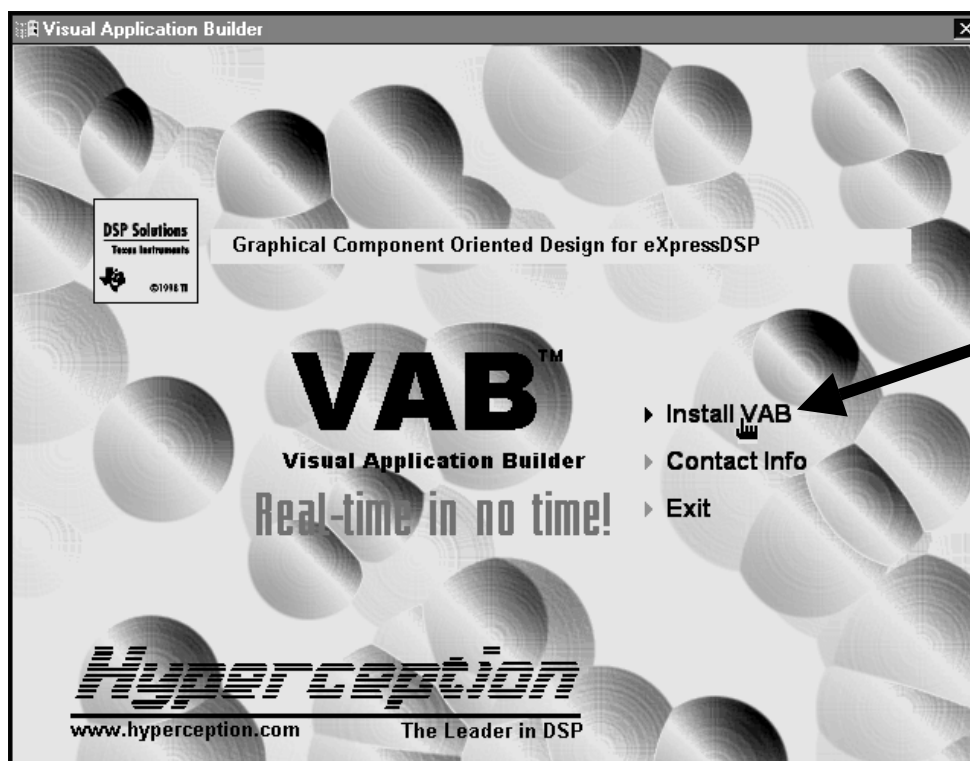 Visual Application Builder
DSP Solutions
Texas Instruments
©1998 TI
Graphical Component Oriented Design for eXpressDSP
VAB™
Visual Application Builder
Real-time in no time!
Install VAB
Contact Info
Exit
Hyperception
www.hyperception.com
The Leader in DSP